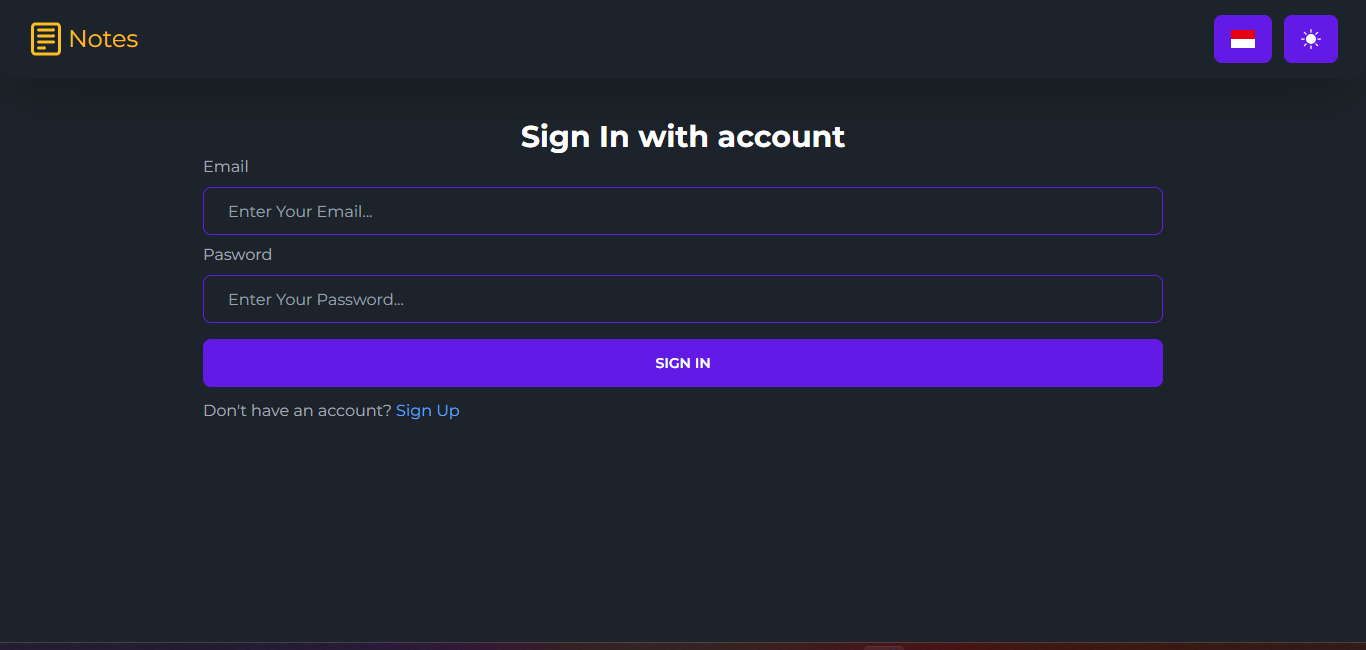 Notes
Sign In with account
Email
Enter Your Email...
Pasword
Enter Your Password...
SIGN IN
Don't have an account? Sign Up